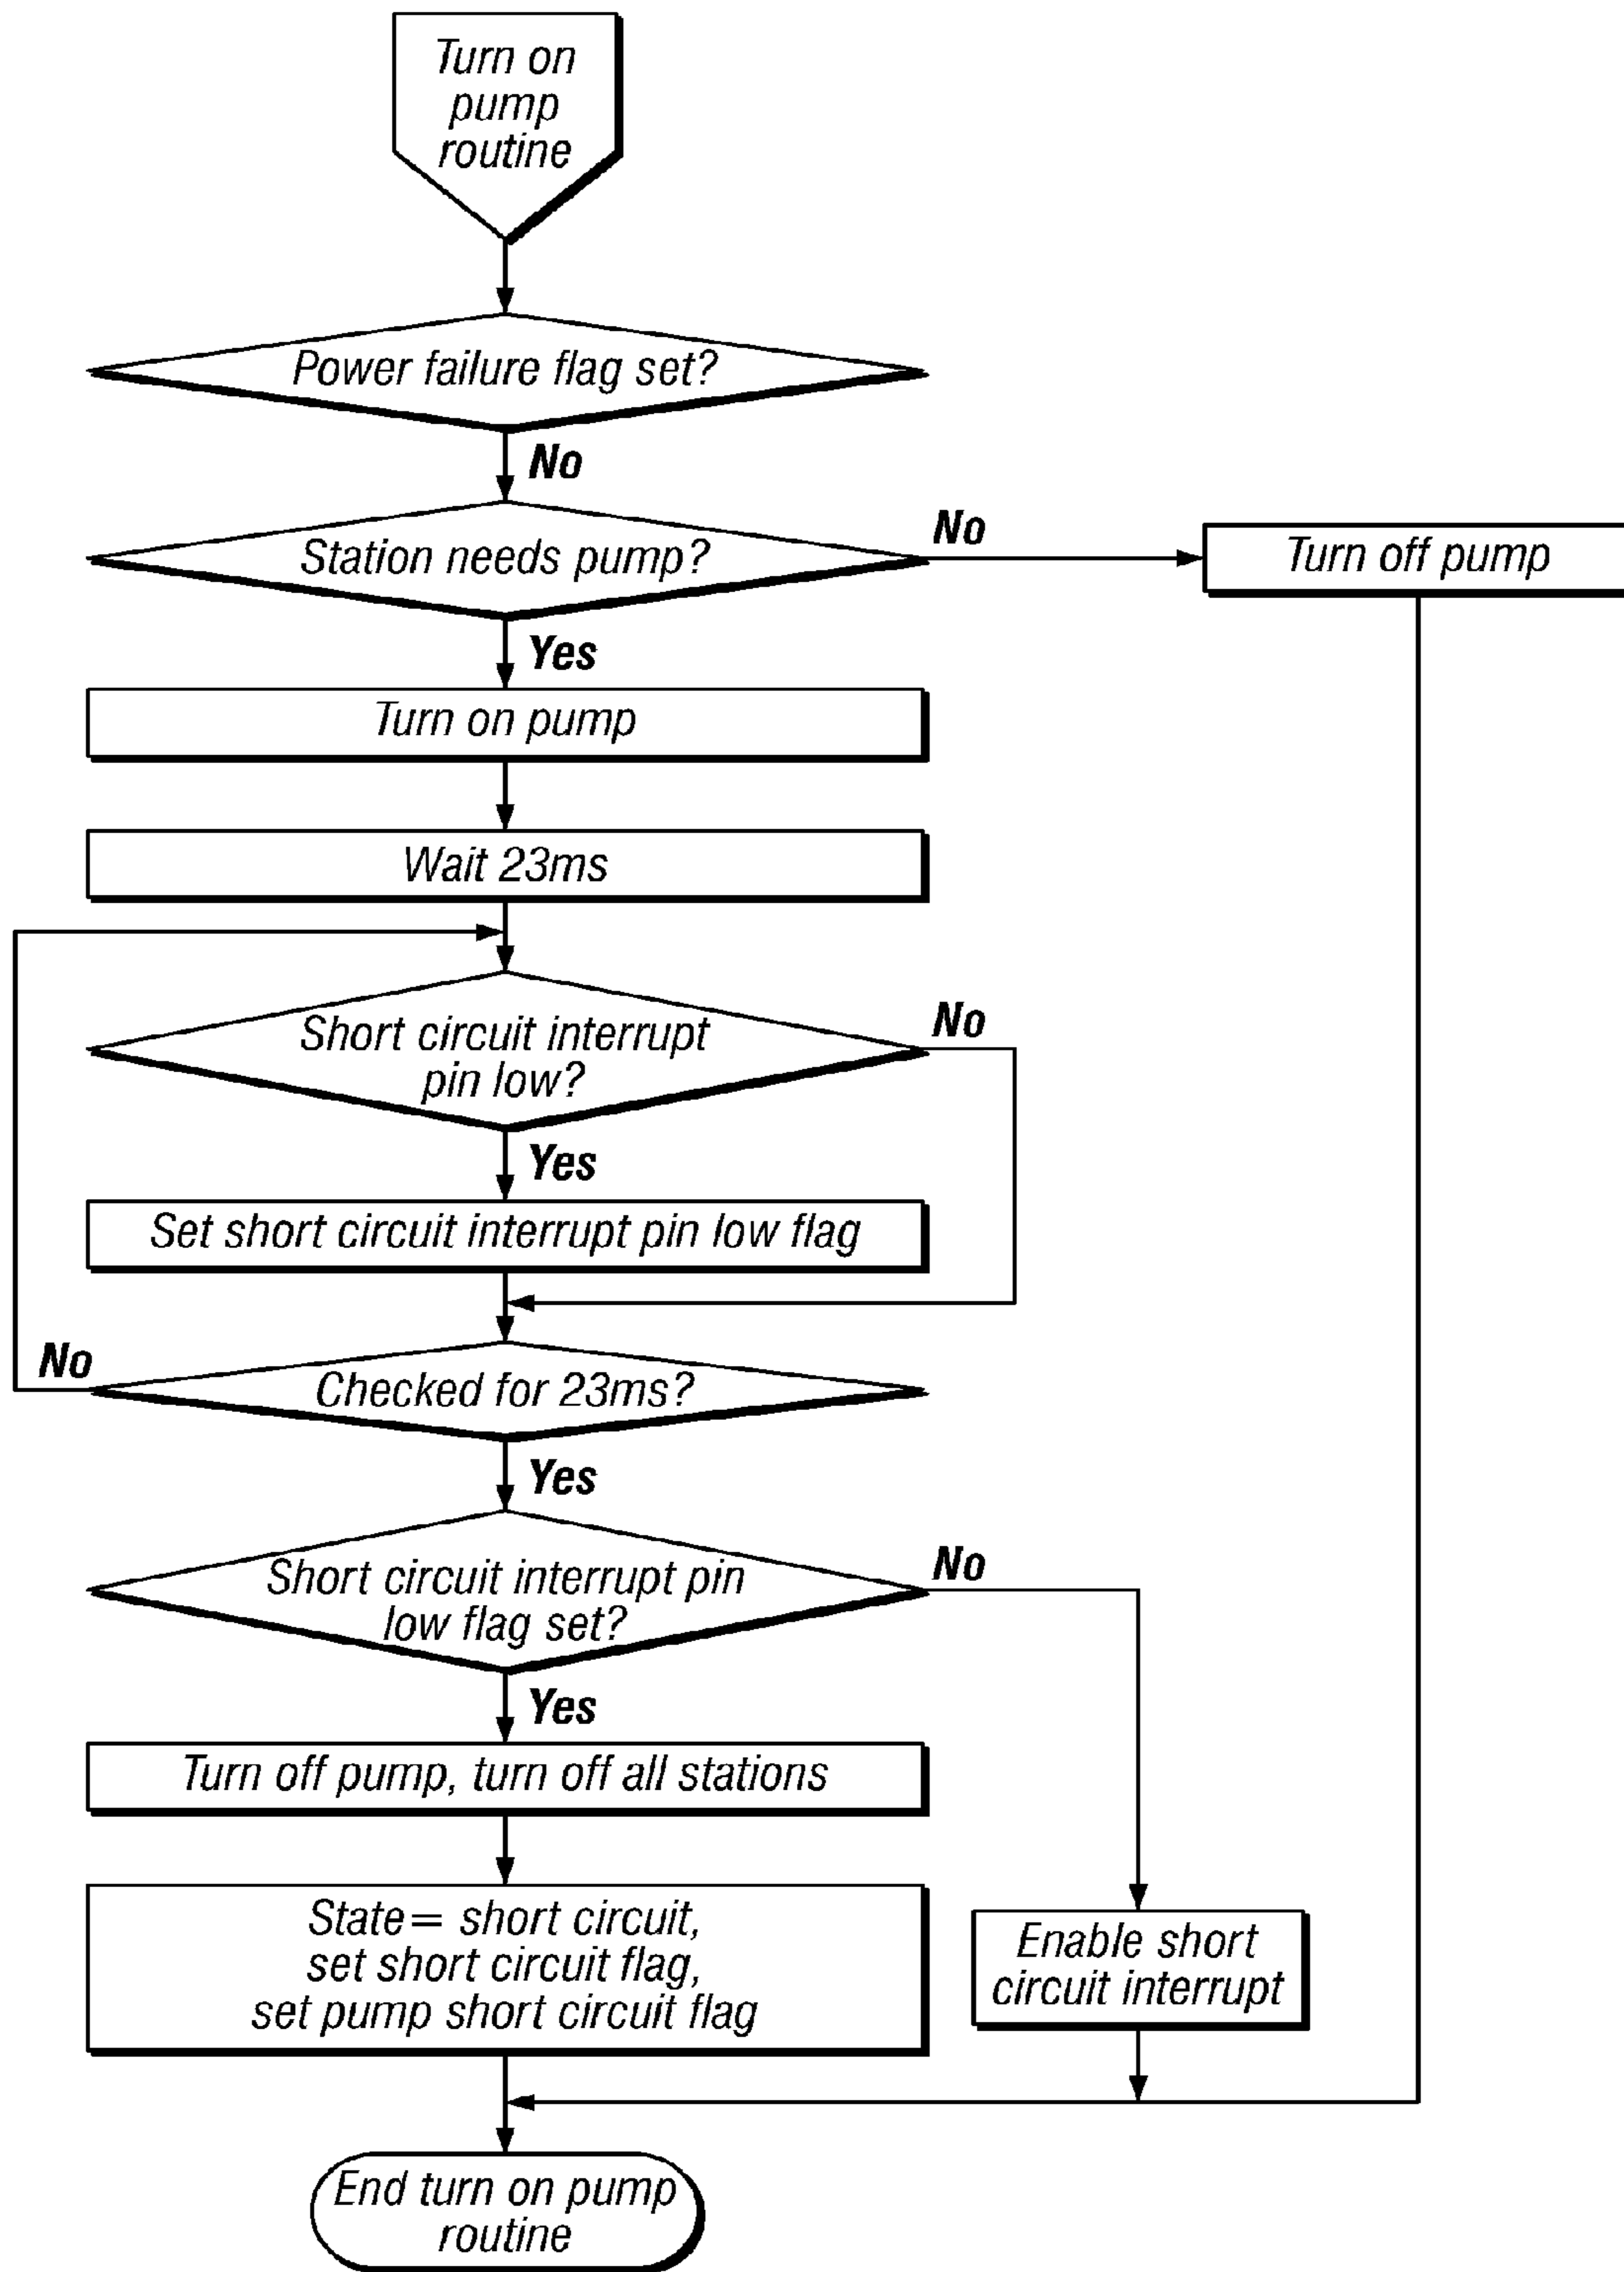 Turn on
pump
routine
Power failure flag set?
No
Station needs pump?
No
Turn off pump
Yes
Turn on pump
Wait 23ms
Short circuit interrupt
pin low?
No
Yes
Set short circuit interrupt pin low flag
No
Checked for 23ms?
Yes
Short circuit interrupt pin
low flag set?
No
Yes
Turn off pump, turn off all stations
State= short circuit,
set short circuit flag,
set pump short circuit flag
Enable short
circuit interrupt
End turn on pump
routine